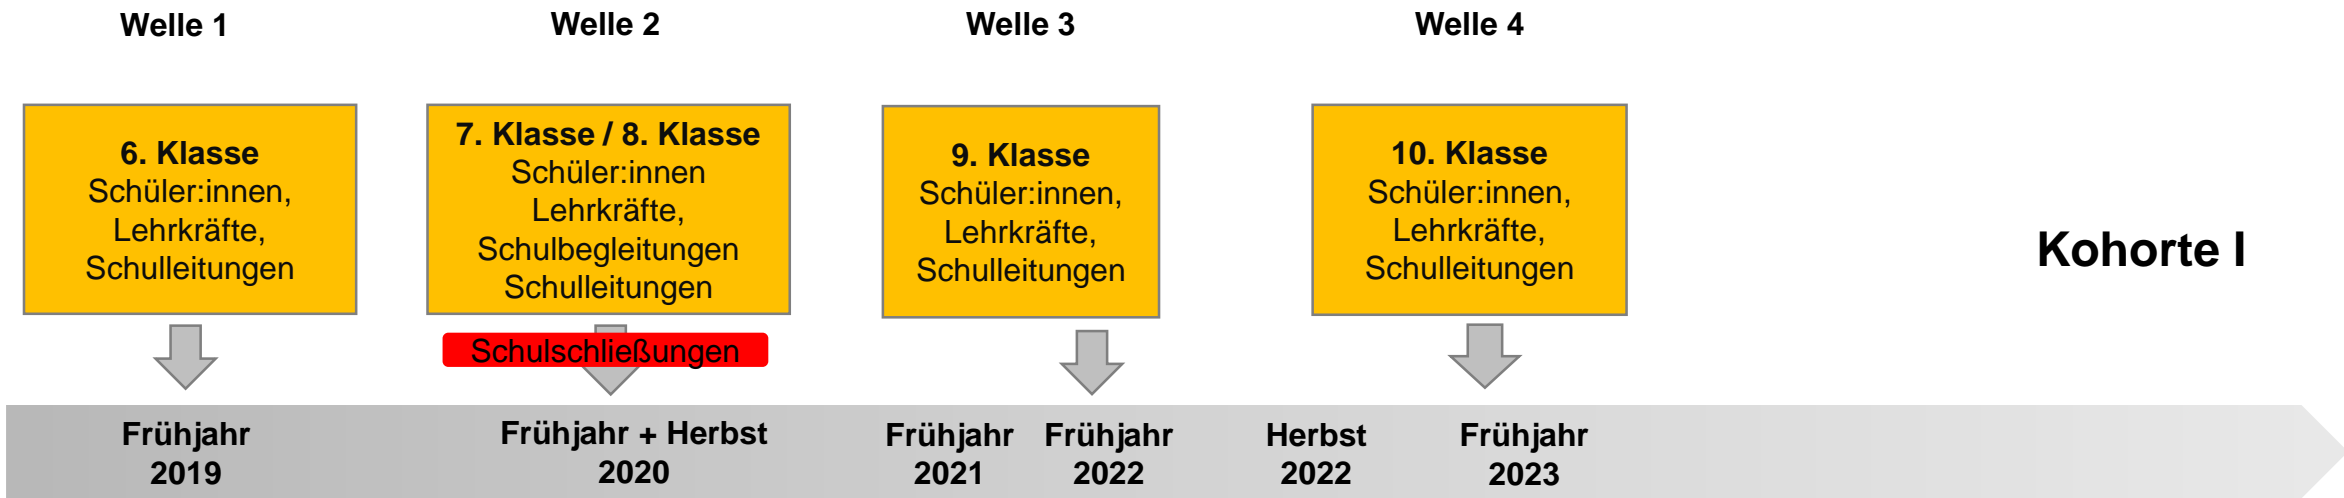 Welle 1
Welle 2
Welle 3
Welle 4
6. Klasse
Schüler:innen,
Lehrkräfte,
Schulleitungen
7. Klasse / 8. Klasse
Schüler:innen
Lehrkräfte,
Schulbegleitungen
Schulleitungen
9. Klasse
Schüler:innen,
Lehrkräfte,
Schulleitungen
10. Klasse
Schüler:innen,
Lehrkräfte,
Schulleitungen
Kohorte I
Schulschließungen
Frühjahr
2019
Frühjahr + Herbst
2020
Frühjahr
2021
Frühjahr
2022
Herbst
2022
Frühjahr
2023